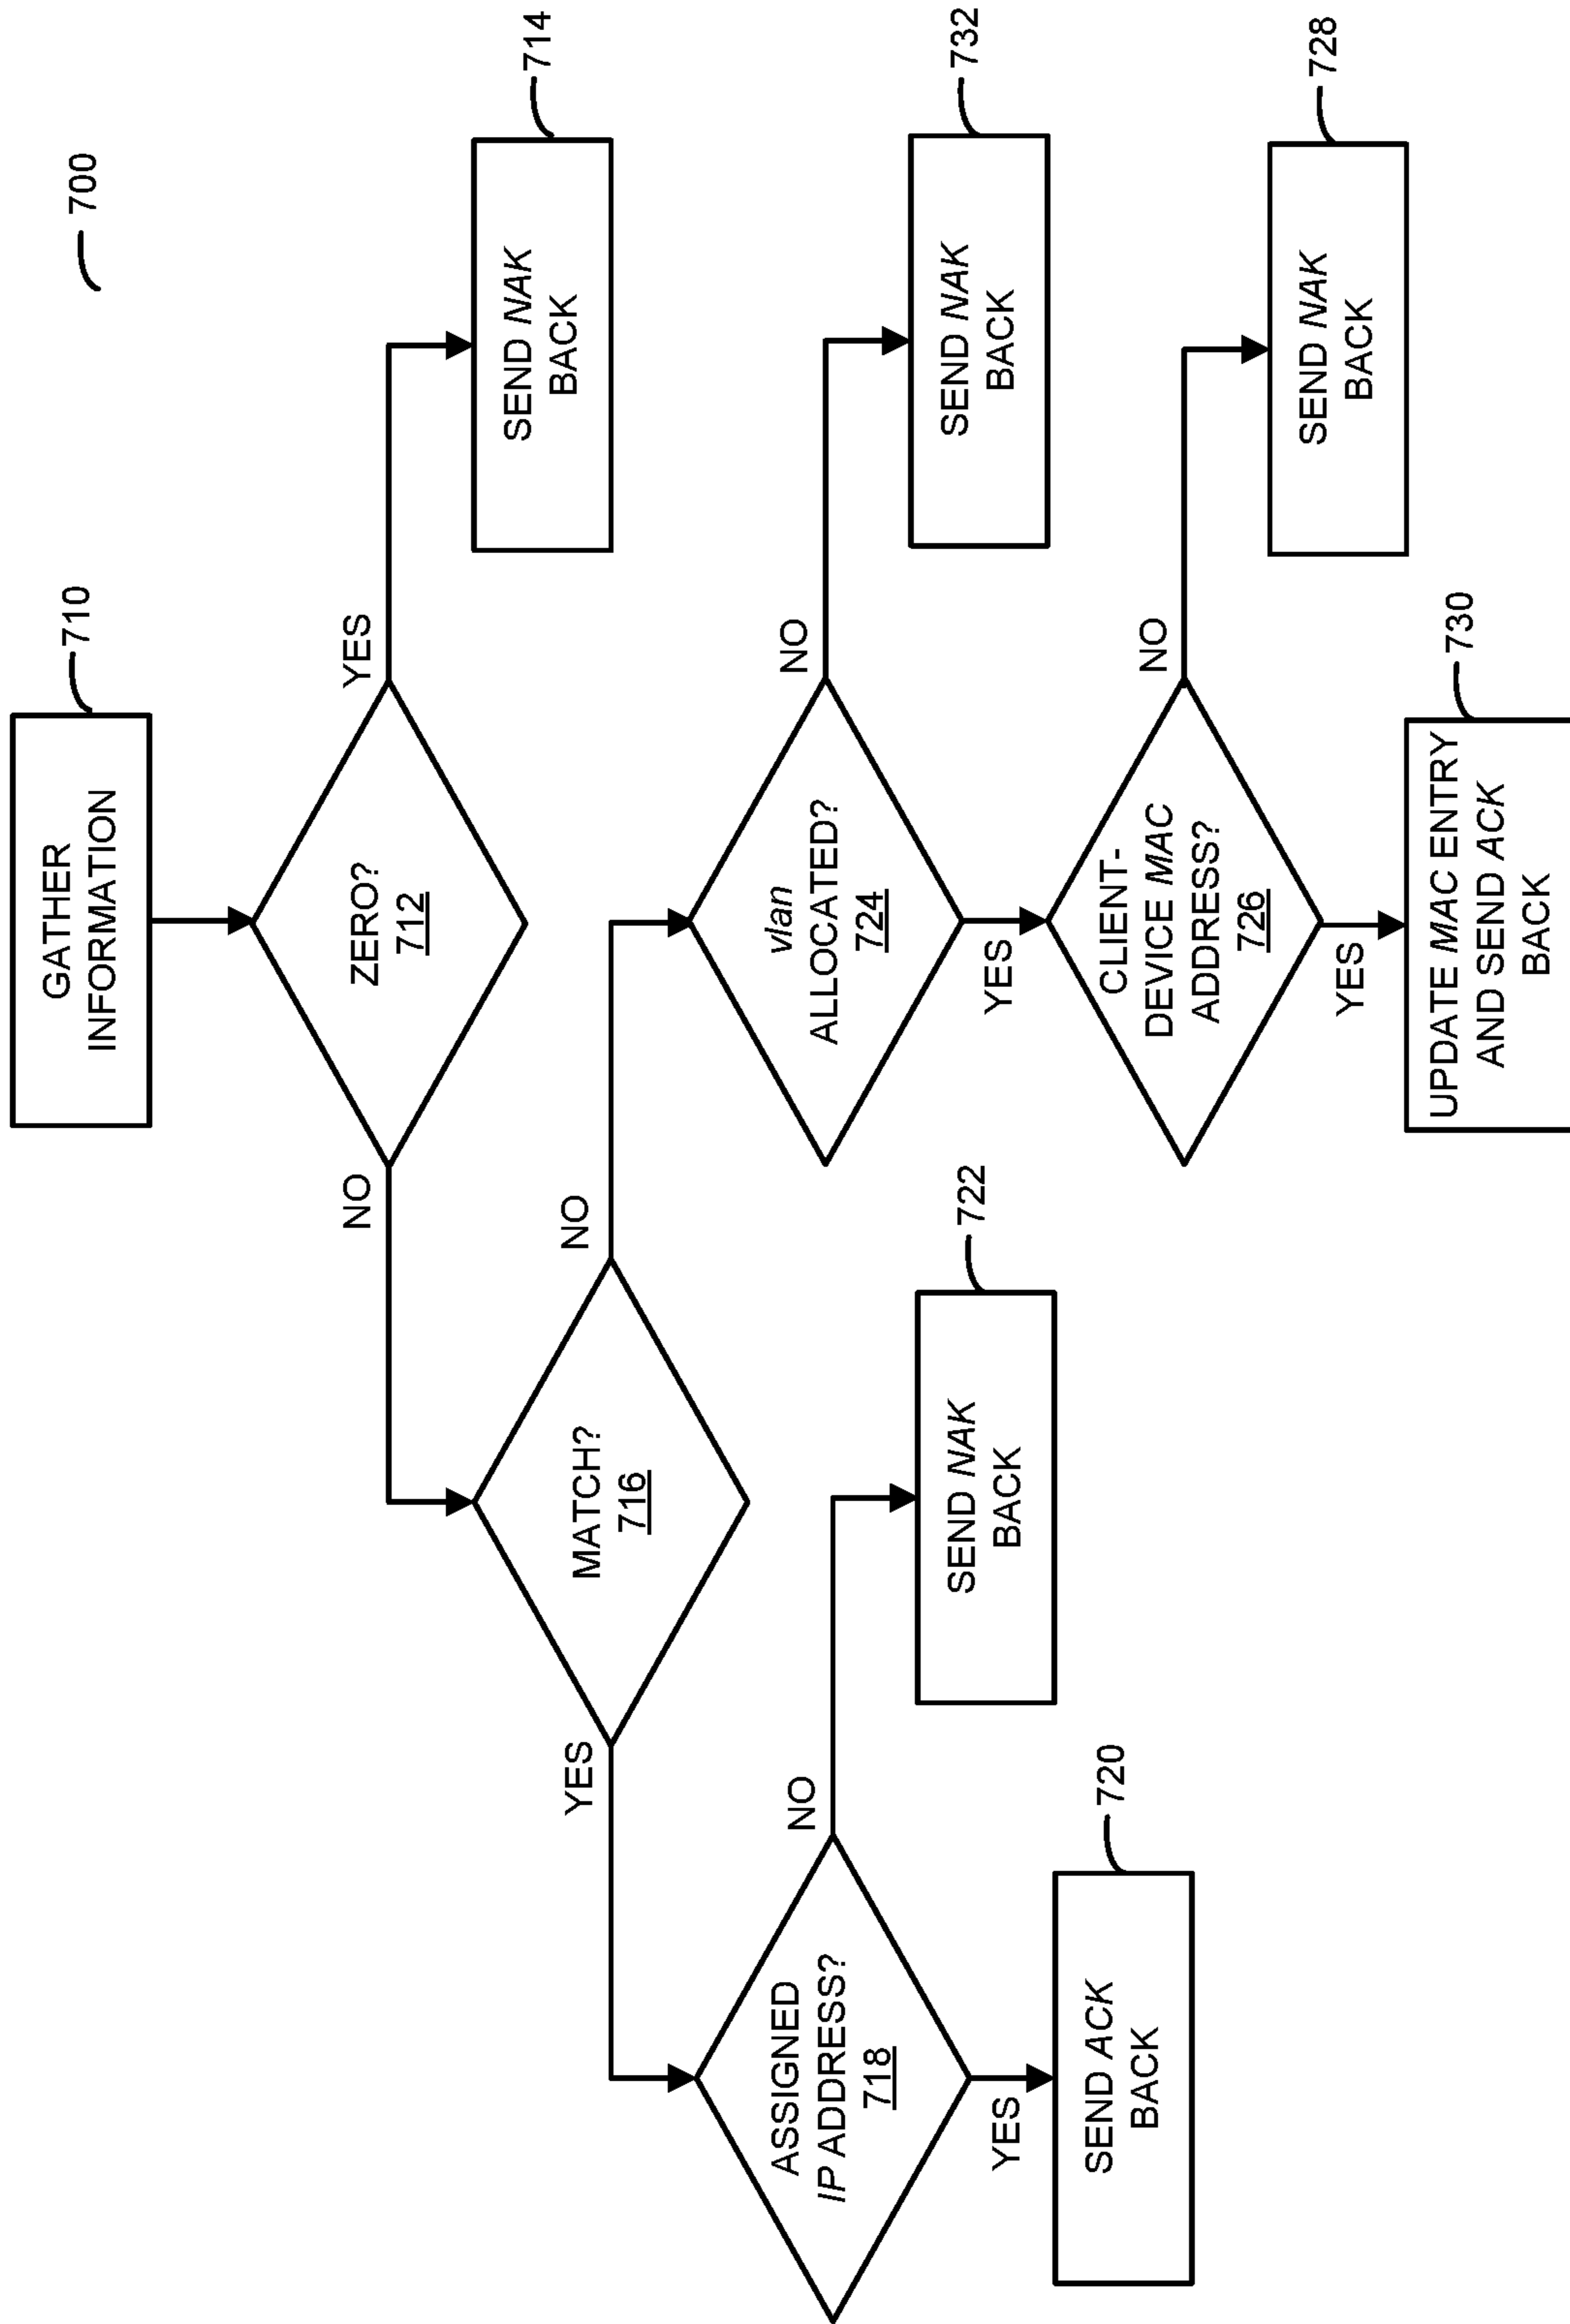 700
GATHER
INFORMATION
710
ZERO?
712
YES
NO
SEND NAK
BACK
714
MATCH?
716
YES
NO
vlan
ALLOCATED?
724
NO
YES
SEND NAK
BACK
732
ASSIGNED
IP ADDRESS?
718
NO
YES
SEND NAK
BACK
722
CLIENT-
DEVICE MAC
ADDRESS?
726
NO
YES
SEND NAK
BACK
728
SEND ACK
BACK
720
UPDATE MAC ENTRY
AND SEND ACK
BACK
730